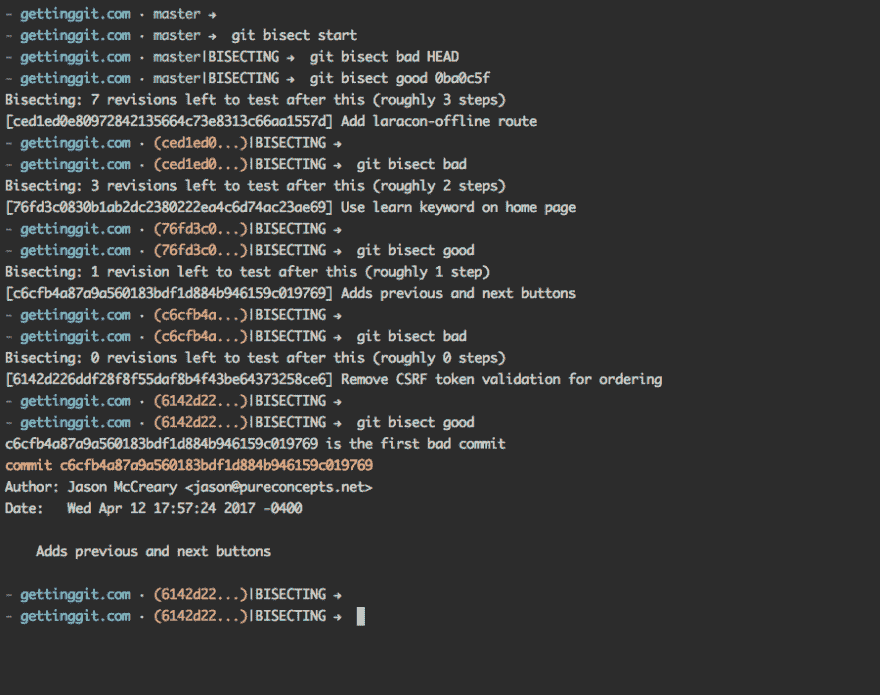 - gettinggit.com · master →
- gettinggit.com · master →  git bisect start
- gettinggit.com · master|BISECTING →  git bisect bad HEAD
- gettinggit.com · master|BISECTING →  git bisect good 0ba0c5f
Bisecting: 7 revisions left to test after this (roughly 3 steps)
[ced1ed0e80972842135664c73e8313c66aa1557d] Add laracon-offline route
- gettinggit.com · (ced1ed0...)|BISECTING →
- gettinggit.com · (ced1ed0...)|BISECTING →  git bisect bad
Bisecting: 3 revisions left to test after this (roughly 2 steps)
[76fd3c0830b1ab2dc2380222ea4c6d74ac23ae69] Use learn keyword on home page
- gettinggit.com · (76fd3c0...)|BISECTING →
- gettinggit.com · (76fd3c0...)|BISECTING →  git bisect good
Bisecting: 1 revision left to test after this (roughly 1 step)
[c6cfb4a87a9a560183bdf1d884b946159c019769] Adds previous and next buttons
- gettinggit.com · (c6cfb4a...)|BISECTING →
- gettinggit.com · (c6cfb4a...)|BISECTING →  git bisect bad
Bisecting: 0 revisions left to test after this (roughly 0 steps)
[6142d226ddf28f8f55daf8b4f43be64373258ce6] Remove CSRF token validation for ordering
- gettinggit.com · (6142d22...)|BISECTING →
- gettinggit.com · (6142d22...)|BISECTING →  git bisect good
c6cfb4a87a9a560183bdf1d884b946159c019769 is the first bad commit
commit c6cfb4a87a9a560183bdf1d884b946159c019769
Author: Jason McCreary <jason@pureconcepts.net>
Date:   Wed Apr 12 17:57:24 2017 -0400
    Adds previous and next buttons
- gettinggit.com · (6142d22...)|BISECTING →
- gettinggit.com · (6142d22...)|BISECTING →